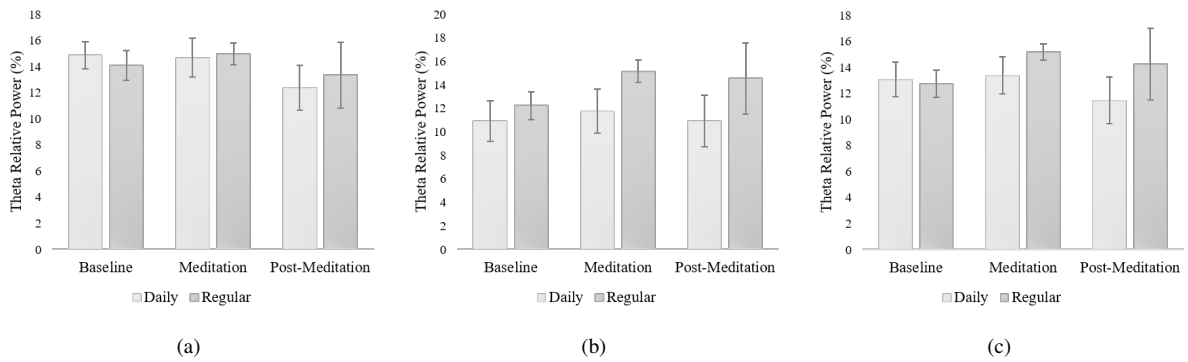 Theta Relative Power (%)
18
16
14
12
10
8
6
4
2
0
Baseline Meditation Post-Meditation
Daily Regular
(a)
Theta Relative Power (%)
20
18
16
14
12
10
8
6
4
2
0
Baseline Meditation Post-Meditation
Daily Regular
(b)
Theta Relative Power (%)
18
16
14
12
10
8
6
4
2
0
Baseline Meditation Post-Meditation
Daily Regular
(c)